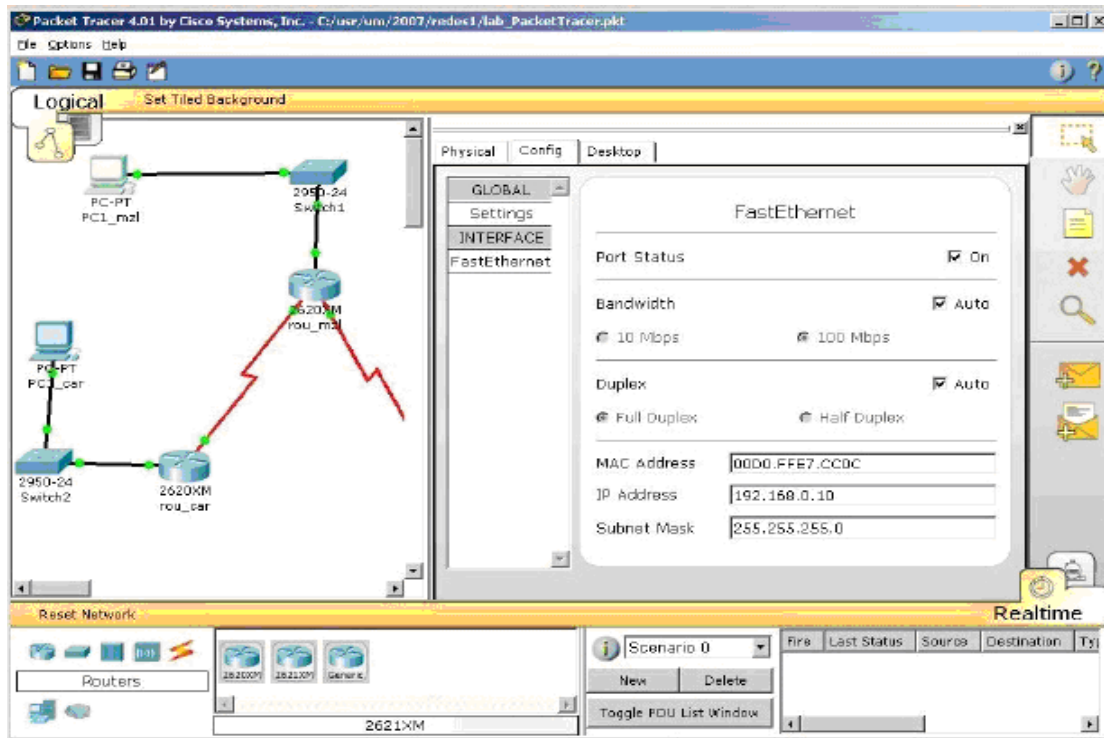 Packet Tracer 4.01 by Cisco Systems, Inc. - C:/usr/um/2007/redes1/lab_PacketTracer.pkt
File Options Help
Logical
Set Tiled Background
PC-PT
PC1_mzl
2950-24
Switch1
2620XM
rou_mzl
PC-PT
PC1_car
2950-24
Switch2
2620XM
rou_car
Physical
Config
Desktop
GLOBAL
Settings
INTERFACE
FastEthernet
FastEthernet
Port Status
On
Bandwidth
Auto
10 Mbps
100 Mbps
Duplex
Auto
Full Duplex
Half Duplex
MAC Address
00D0.FFE7.CC0C
IP Address
192.168.0.10
Subnet Mask
255.255.255.0
Reset Network
Realtime
Routers
2620XM
2621XM
Generic
2621XM
Scenario 0
New
Delete
Toggle PDU List Window
Fire
Last Status
Source
Destination